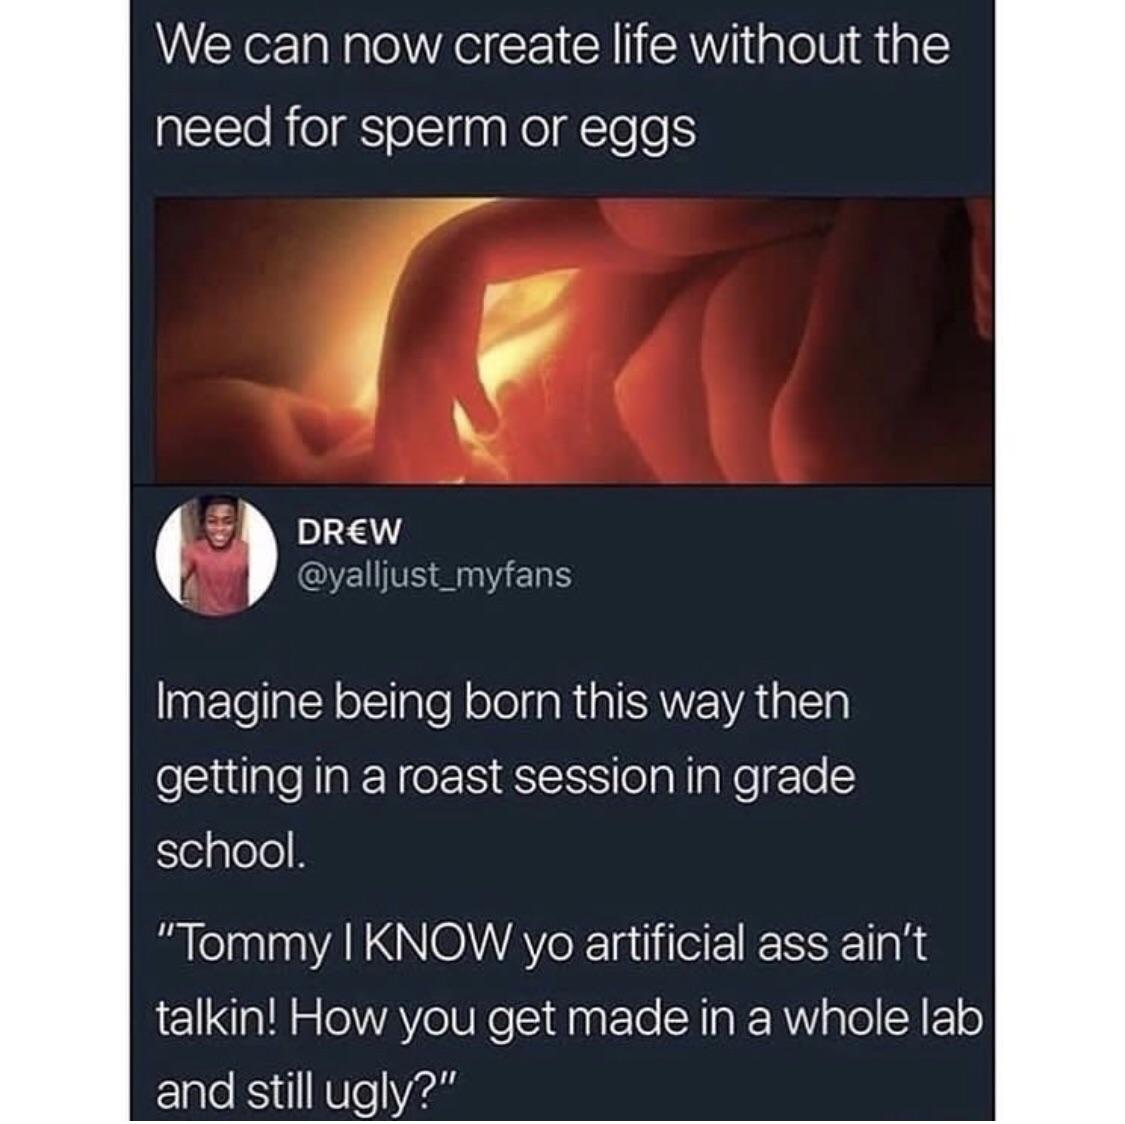 We can now create life without the
need for sperm or eggs
DR€W
@yalljust_myfans
Imagine being born this way then
getting in a roast session in grade
school.
"Tommy I KNOW yo artificial ass ain't
talkin! How you get made in a whole lab
and still ugly?"